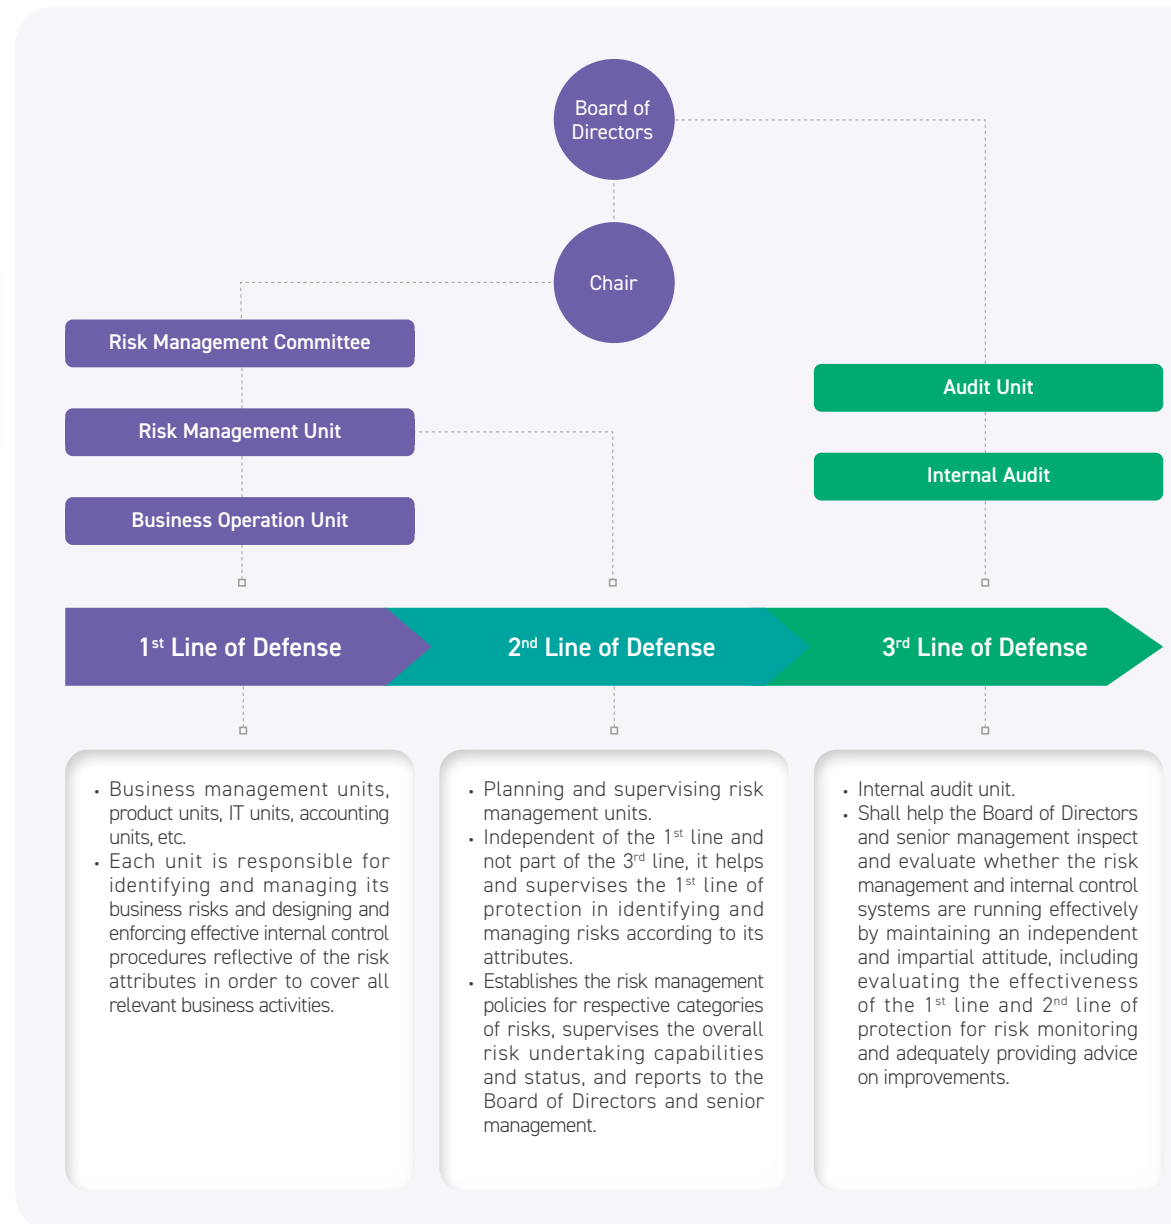 Board of
Directors
Chair
Risk Management Committee
Risk Management Unit
Business Operation Unit
Audit Unit
Internal Audit
1st Line of Defense
2nd Line of Defense
3rd Line of Defense
• Business management units,
product units, IT units, accounting
units, etc.
• Each unit is responsible for
identifying and managing its
business risks and designing and
enforcing effective internal control
procedures reflective of the risk
attributes in order to cover all
relevant business activities.
• Planning and supervising risk
management units.
• Independent of the 1st line and
not part of the 3rd line, it helps
and supervises the 1st line of
protection in identifying and
managing risks according to its
attributes.
• Establishes the risk management
policies for respective categories
of risks, supervises the overall
risk undertaking capabilities
and status, and reports to the
Board of Directors and senior
management.
• Internal audit unit.
• Shall help the Board of Directors
and senior management inspect
and evaluate whether the risk
management and internal control
systems are running effectively
by maintaining an independent
and impartial attitude, including
evaluating the effectiveness
of the 1st line and 2nd line of
protection for risk monitoring
and adequately providing advice
on improvements.